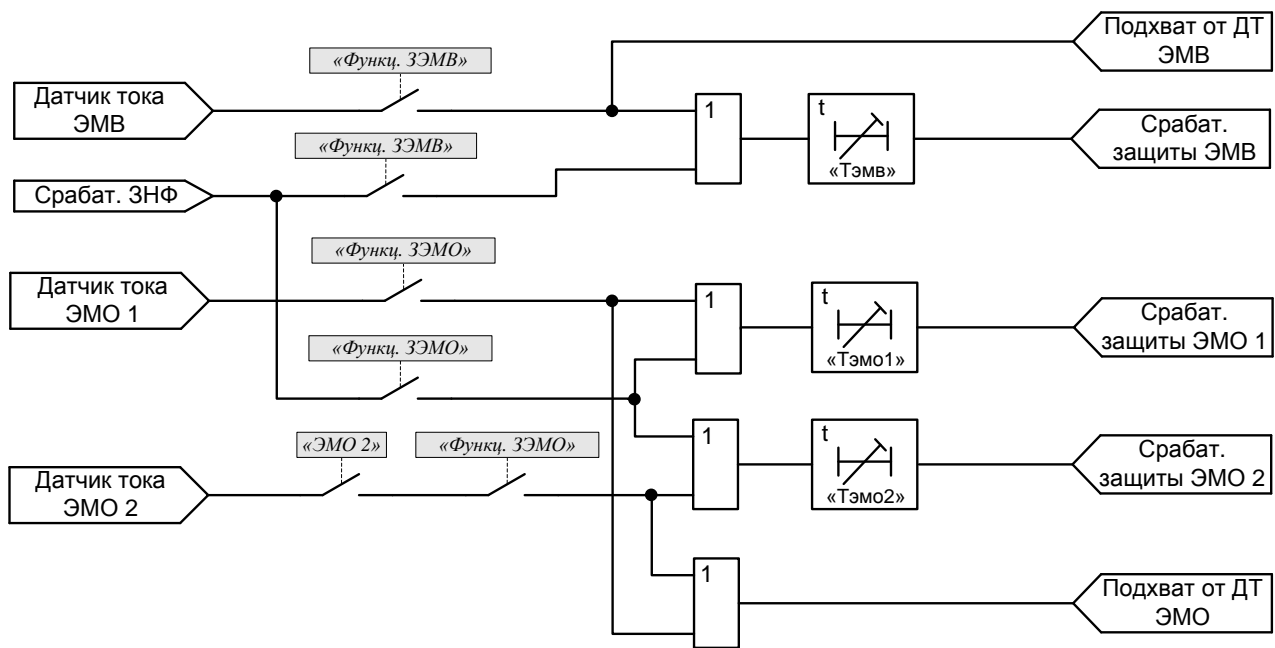 «Функц. ЗЭМВ»
Подхват от ДТ
ЭМВ
Датчик тока
ЭМВ
1
t
«Тэмв»
Срабат.
защиты ЭМВ
«Функц. ЗЭМВ»
Срабат. ЗНФ
«Функц. ЗЭМО»
Датчик тока
ЭМО 1
1
t
«Тэмо1»
Срабат.
защиты ЭМО 1
«Функц. ЗЭМО»
«ЭМО 2»
«Функц. ЗЭМО»
Датчик тока
ЭМО 2
1
t
«Тэмо2»
Срабат.
защиты ЭМО 2
1
Подхват от ДТ
ЭМО